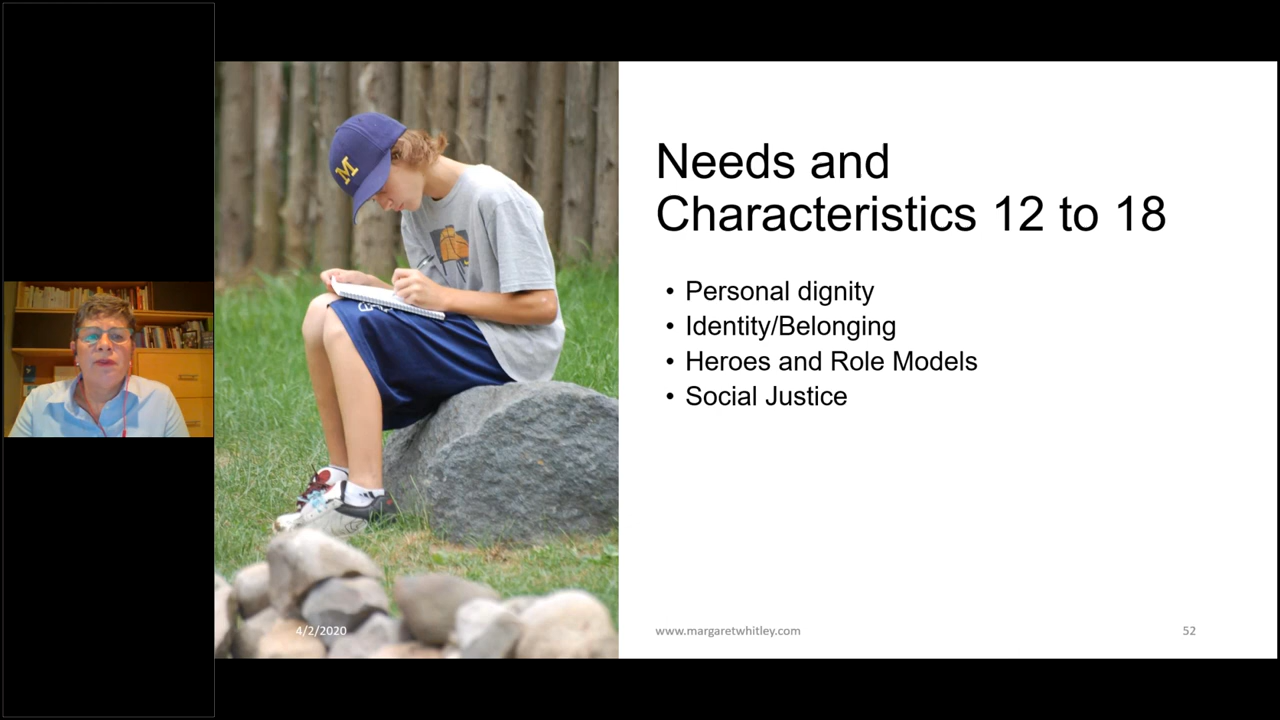 M
Needs and
Characteristics 12 to 18
• Personal dignity
• Identity/Belonging
• Heroes and Role Models
• Social Justice
4/2/2020
www.margaretwhitley.com
52